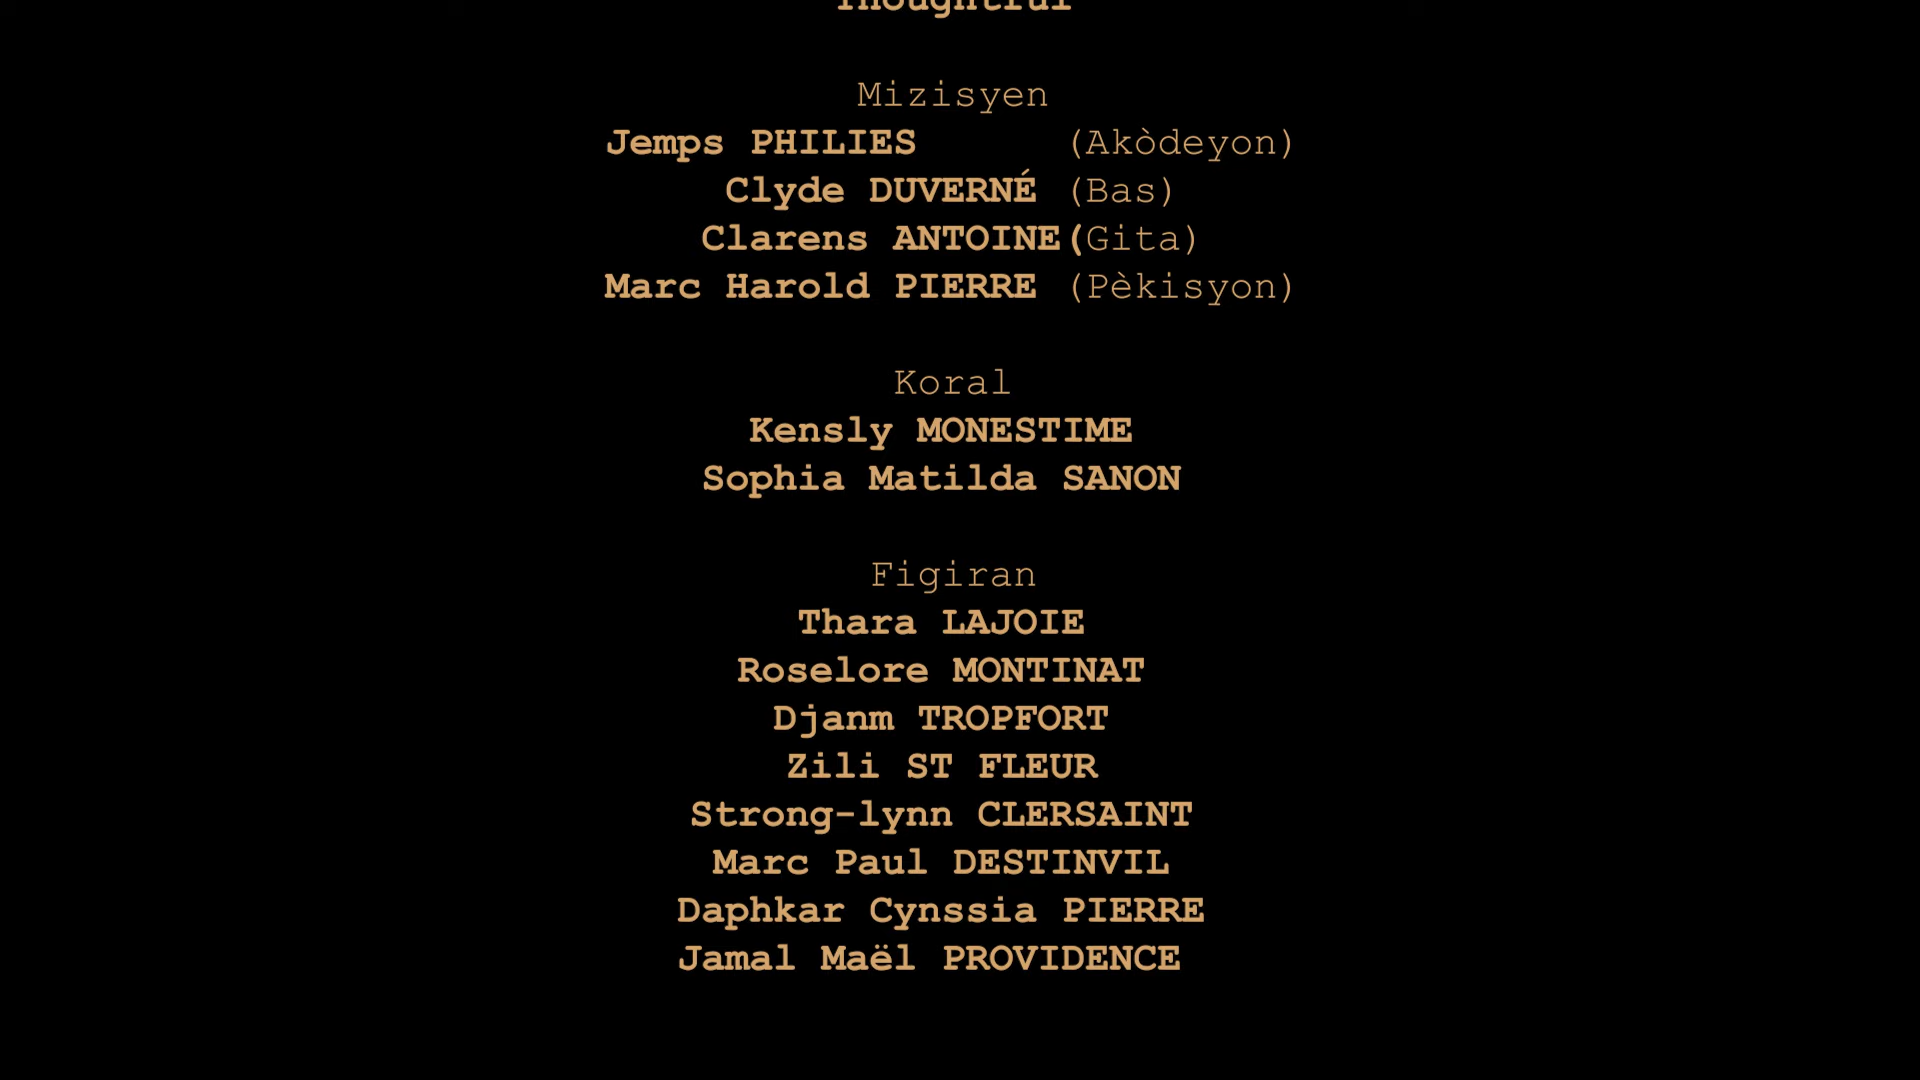 Thoughtful
Mizisyen
Jemps PHILIES (Akòdeyon)
Clyde DUVERNÉ (Bas)
Clarens ANTOINE(Gita)
Marc Harold PIERRE (Pèkisyon)
Koral
Kensly MONESTIME
Sophia Matilda SANON
Figiran
Thara LAJOIE
Roselore MONTINAT
Djanm TROPFORT
Zili ST FLEUR
Strong-lynn CLERSAINT
Marc Paul DESTINVIL
Daphkar Cynssia PIERRE
Jamal Maël PROVIDENCE